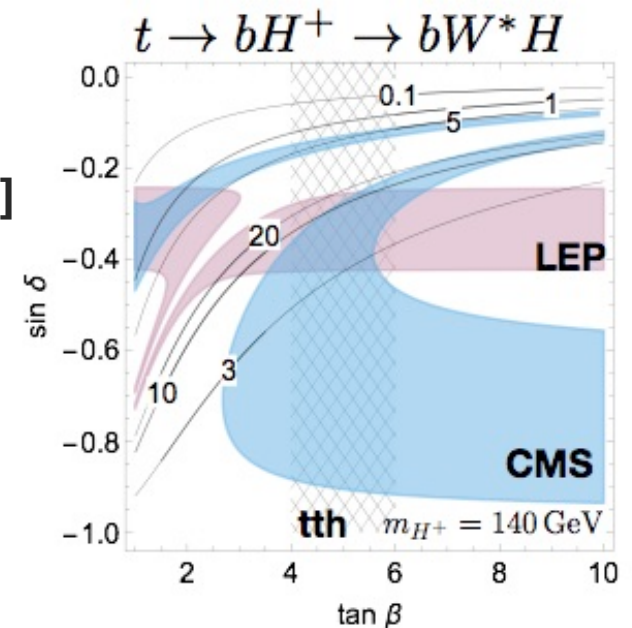 t → bH⁺ → bW*H
]
0.0
−0.2
−0.4
−0.6
−0.8
−1.0
sin δ
0.1
1
5
20
3
10
LEP
CMS
tth
m_{H⁺} = 140 GeV
2 4 6 8 10
tan β